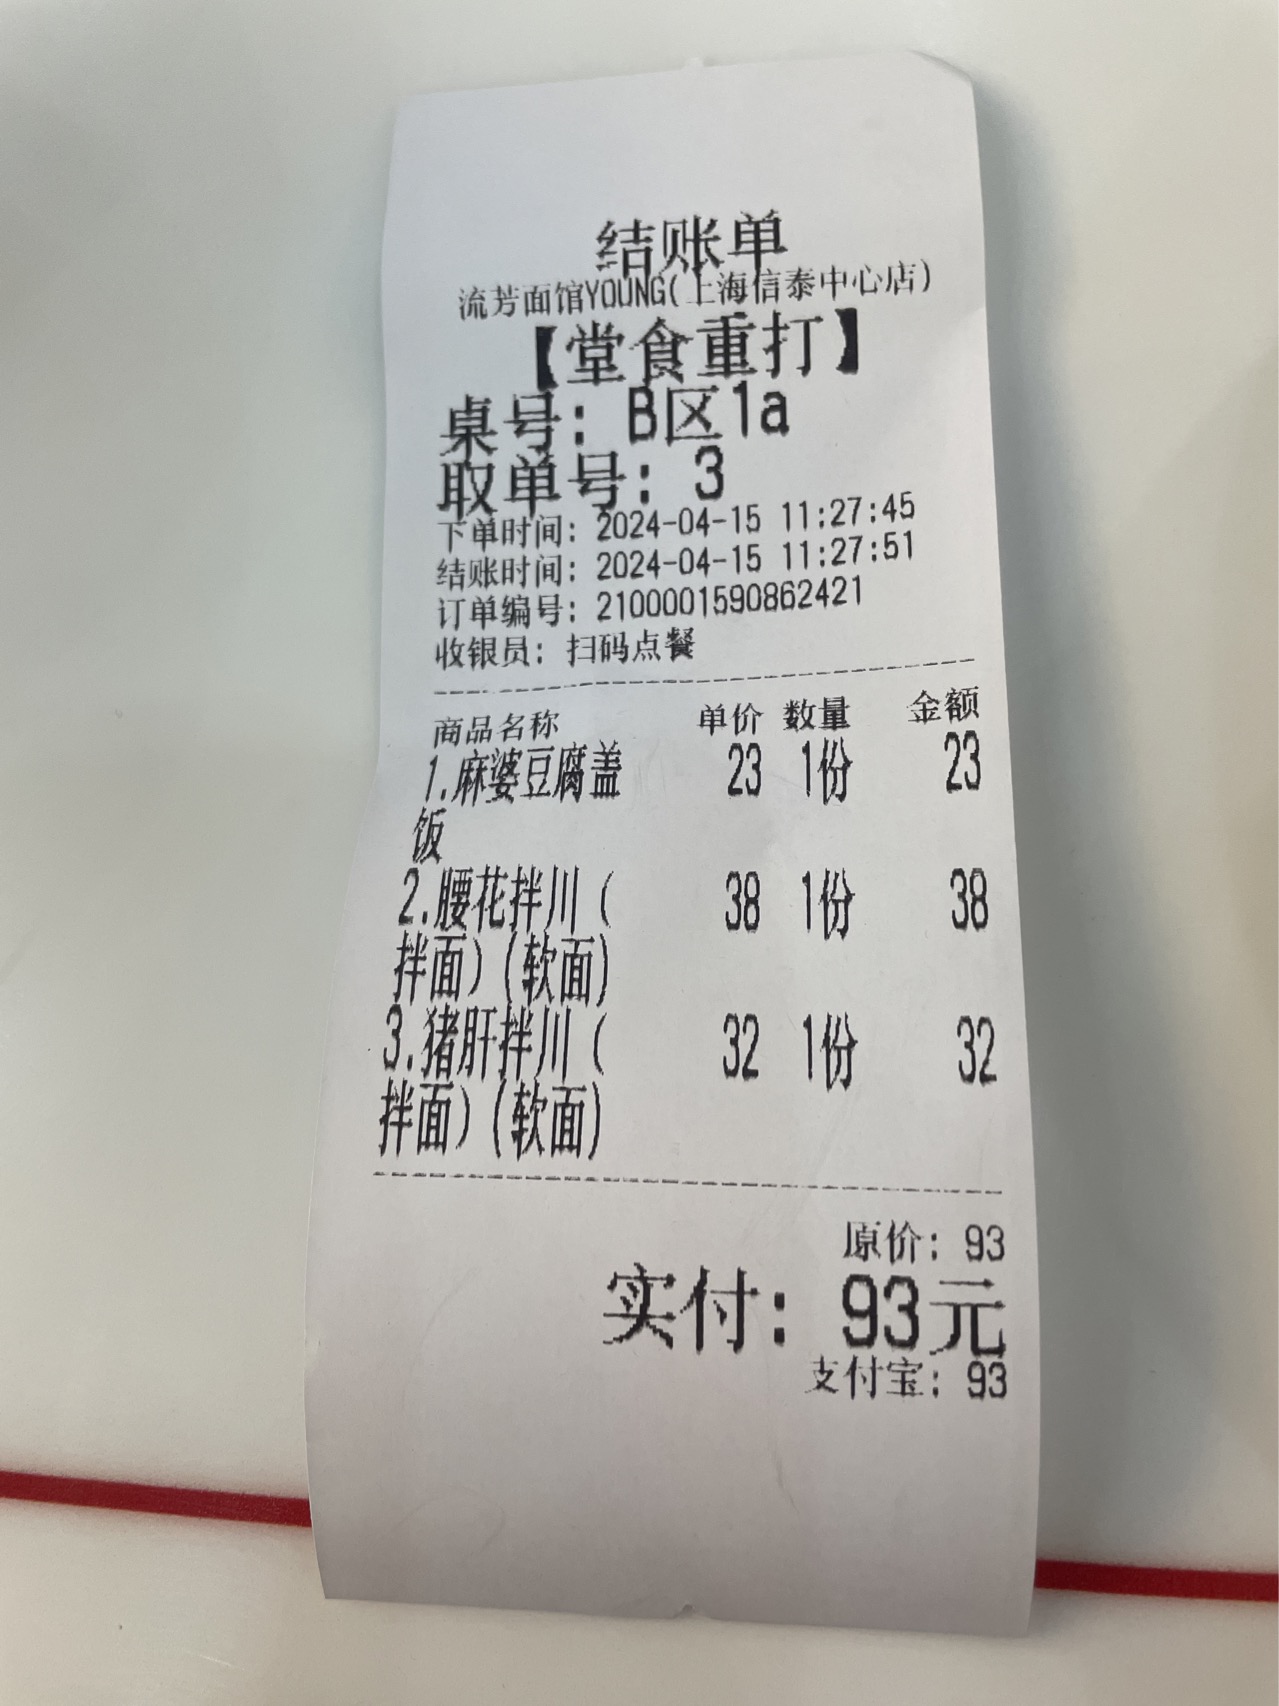 结账单
流芳面馆YOUNG(上海信泰中心店)
【堂食重打】
桌号: B区1a
取单号: 3
下单时间: 2024-04-15 11:27:45
结账时间: 2024-04-15 11:27:51
订单编号: 2100001590862421
收银员: 扫码点餐
商品名称 单价 数量 金额
1.麻婆豆腐盖 23 1份 23
饭
2.腰花拌川( 38 1份 38
拌面)(软面)
3.猪肝拌川( 32 1份 32
拌面)(软面)
原价: 93
实付: 93元
支付宝: 93